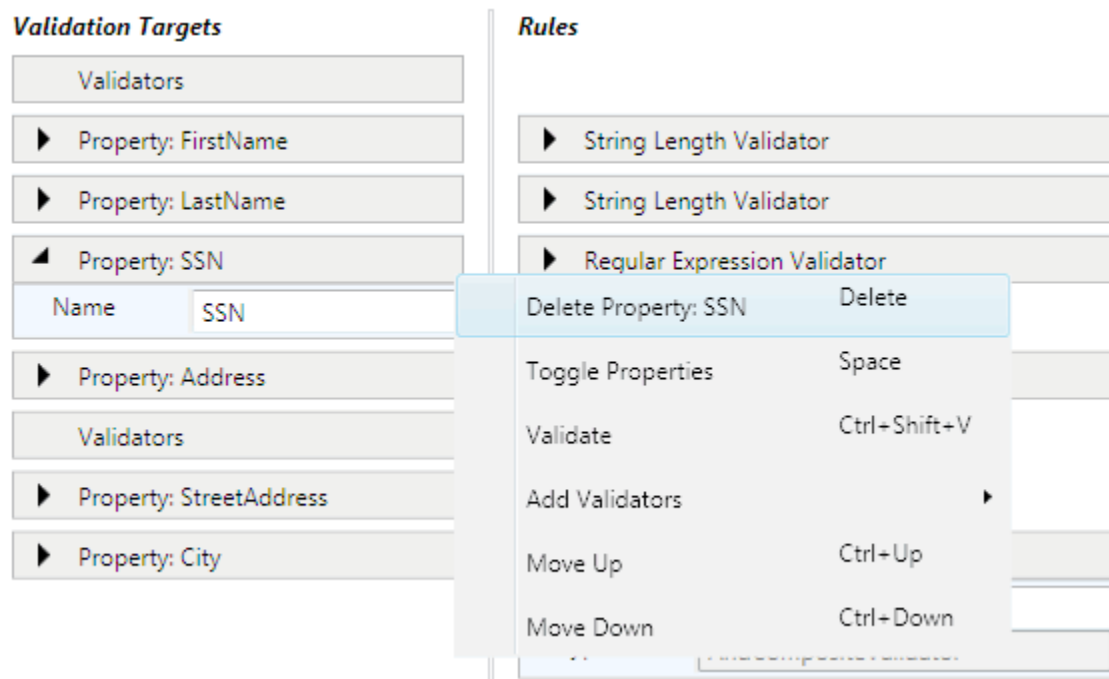 Validation Targets
Rules
Validators
Property: FirstName
String Length Validator
Property: LastName
String Length Validator
Property: SSN
Regular Expression Validator
Name
SSN
Delete Property: SSN
Delete
Property: Address
Toggle Properties
Space
Validators
Validate
Ctrl+Shift+V
Property: StreetAddress
Add Validators
Property: City
Move Up
Ctrl+Up
Move Down
Ctrl+Down